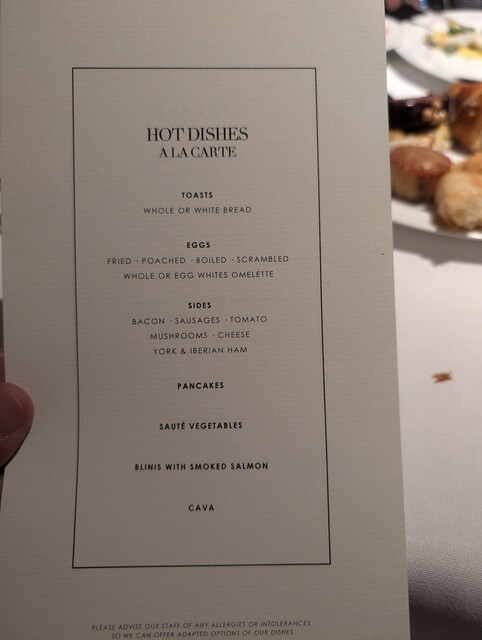 HOT DISHES
A LA CARTE
TOASTS
WHOLE OR WHITE BREAD
EGGS
FRIED · POACHED · BOILED · SCRAMBLED
WHOLE OR EGG WHITES OMELETTE
SIDES
BACON · SAUSAGES · TOMATO
MUSHROOMS · CHEESE
YORK & IBERIAN HAM
PANCAKES
SAUTÉ VEGETABLES
BLINIS WITH SMOKED SALMON
CAVA
PLEASE ADVISE OUR STAFF OF ANY ALLERGIES OR INTOLERANCES
SO WE CAN OFFER ADAPTED OPTIONS OF OUR DISHES